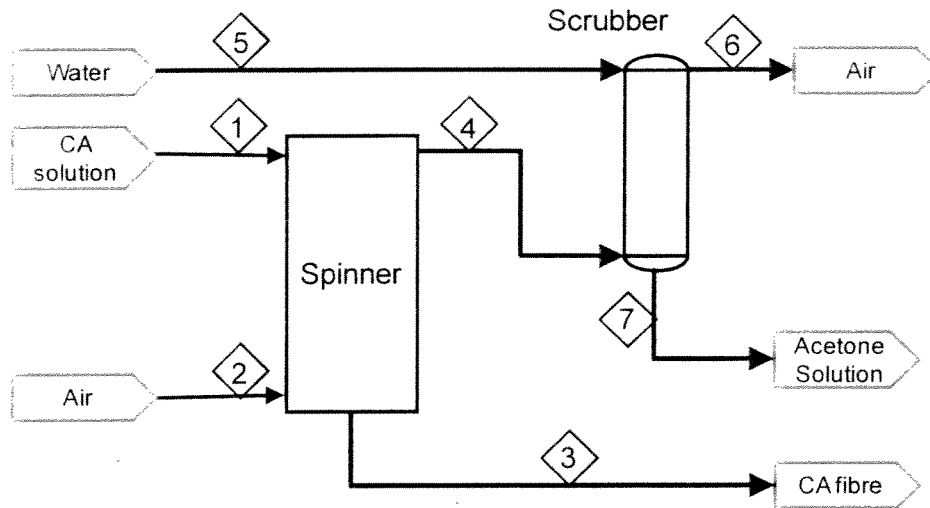 Scrubber
5
6
Water
Air
1
4
CA
solution
Spinner
7
2
Acetone
Solution
Air
3
CA fibre